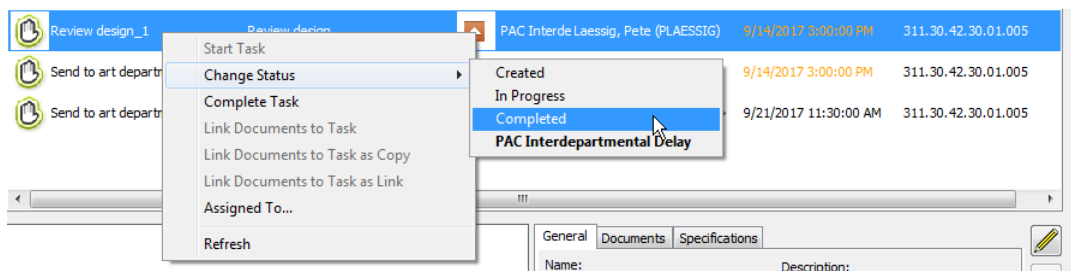 Review design_1 Review design PAC Interde Laessig, Pete (PLAESSIG) 9/14/2017 3:00:00 PM 311.30.42.30.01.005
Start Task
Send to art departm 9/14/2017 3:00:00 PM 311.30.42.30.01.005
Change Status Created
In Progress
Complete Task
Send to art departm 9/21/2017 11:30:00 AM 311.30.42.30.01.005
Completed
Link Documents to Task
PAC Interdepartmental Delay
Link Documents to Task as Copy
Link Documents to Task as Link
Assigned To...
Refresh
General Documents Specifications
Name: Description: